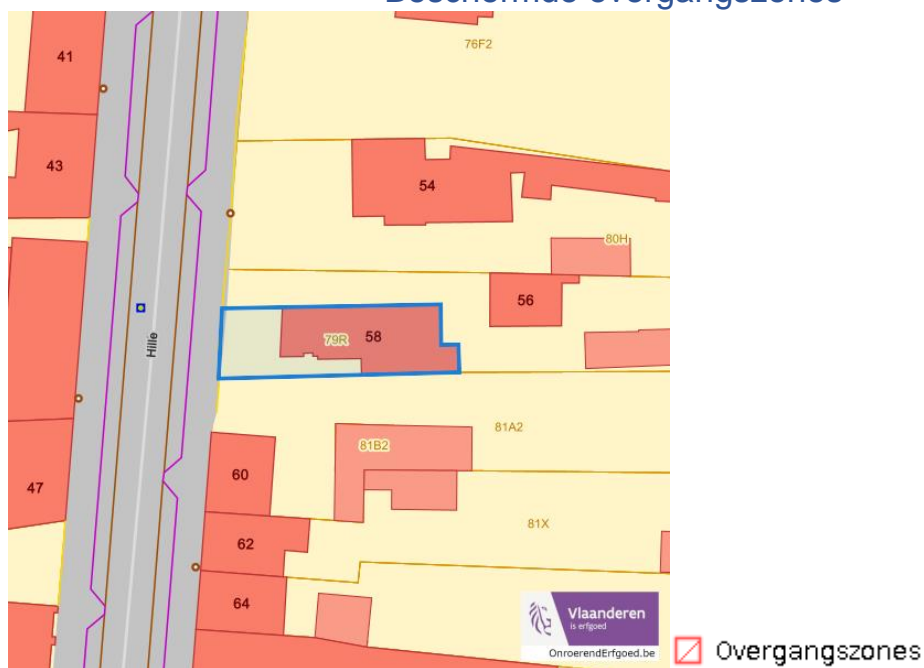 Beschermde overgangszones
76F2
41
43
54
80H
56
58
79R
Hille
81A2
81B2
60
47
81X
62
64
Vlaanderen
is erfgoed
OnroerendErfgoed.be
Overgangszones